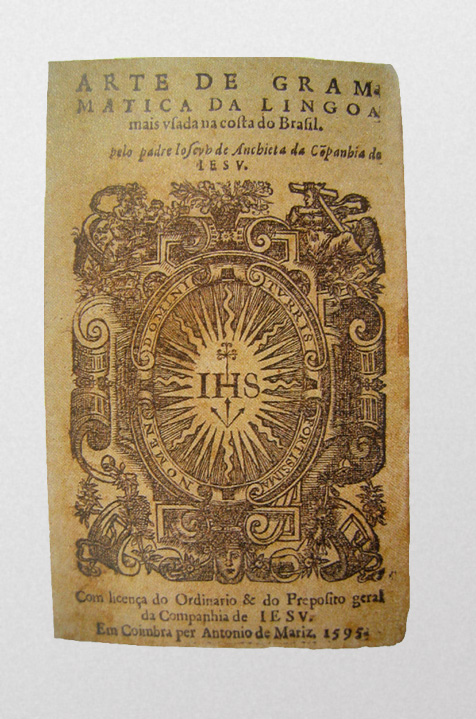 ARTE DE GRAM-
MATICA DA LINGOA
mais vſada na coſta do Braſil.
pelo padre Ioſeph de Anchieta da Cõpanhia de
IESV.
NOMEN DOMINI TVRRIS FORTISSIMA
IHS
Com licença do Ordinario & do Prepoſito geral
da Companhia de IESV.
Em Coimbra per Antonio de Mariz. 1595.